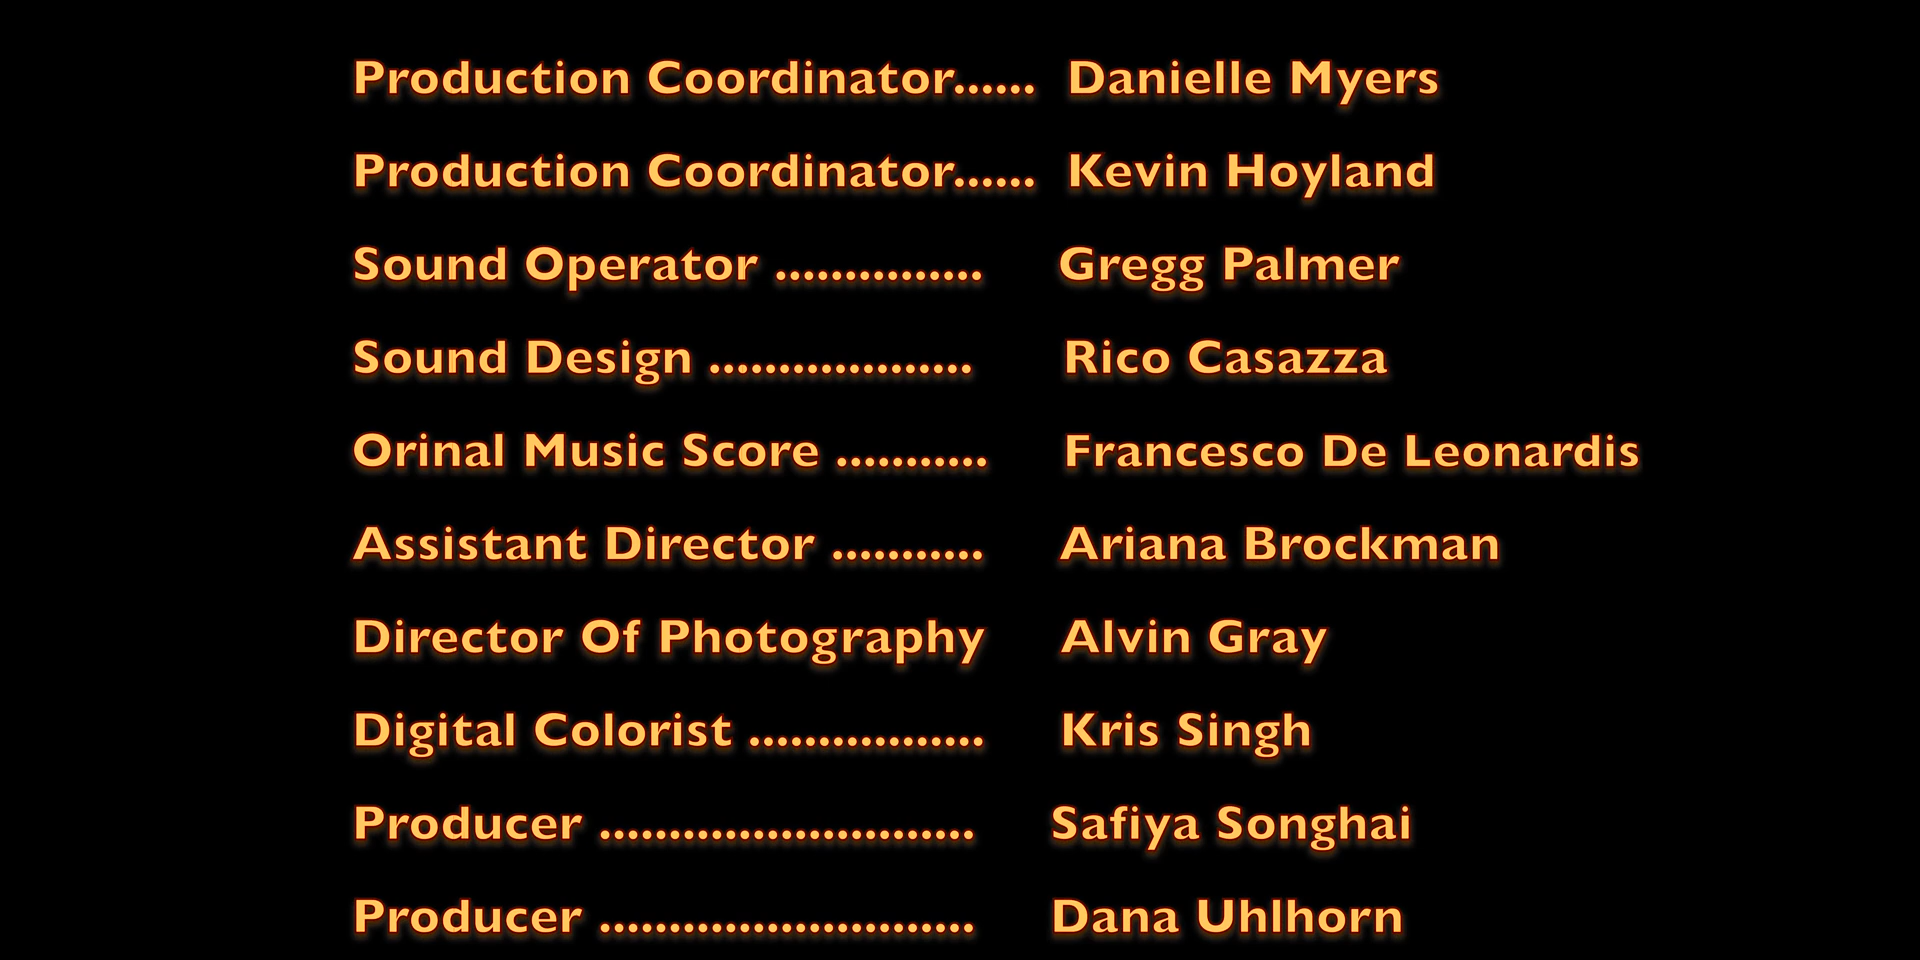 Production Coordinator...... Danielle Myers
Production Coordinator...... Kevin Hoyland
Sound Operator ............... Gregg Palmer
Sound Design ................... Rico Casazza
Orinal Music Score ........... Francesco De Leonardis
Assistant Director ........... Ariana Brockman
Director Of Photography Alvin Gray
Digital Colorist ................. Kris Singh
Producer ........................... Safiya Songhai
Producer ........................... Dana Uhlhorn